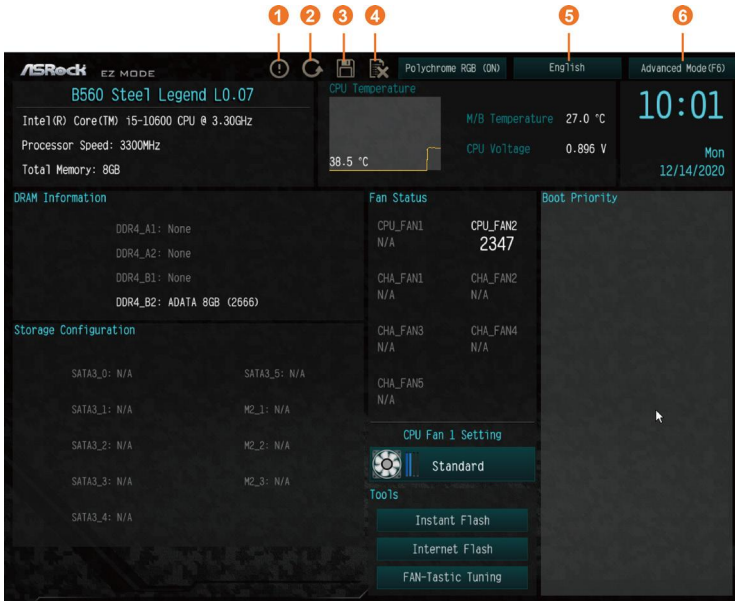 1 2 3 4 5 6
ASRock EZ MODE
Polychrome RGB (ON)
English
Advanced Mode(F6)
B560 Steel Legend L0.07
Intel(R) Core(TM) i5-10600 CPU @ 3.30GHz
Processor Speed: 3300MHz
Total Memory: 8GB
CPU Temperature
38.5 °C
M/B Temperature 27.0 °C
CPU Voltage 0.896 V
10:01
Mon
12/14/2020
DRAM Information
DDR4_A1: None
DDR4_A2: None
DDR4_B1: None
DDR4_B2: ADATA 8GB (2666)
Storage Configuration
SATA3_0: N/A SATA3_5: N/A
SATA3_1: N/A M2_1: N/A
SATA3_2: N/A M2_2: N/A
SATA3_3: N/A M2_3: N/A
SATA3_4: N/A
Fan Status
CPU_FAN1 CPU_FAN2
N/A 2347
CHA_FAN1 CHA_FAN2
N/A N/A
CHA_FAN3 CHA_FAN4
N/A N/A
CHA_FAN5
N/A
CPU Fan 1 Setting
Standard
Tools
Instant Flash
Internet Flash
FAN-Tastic Tuning
Boot Priority